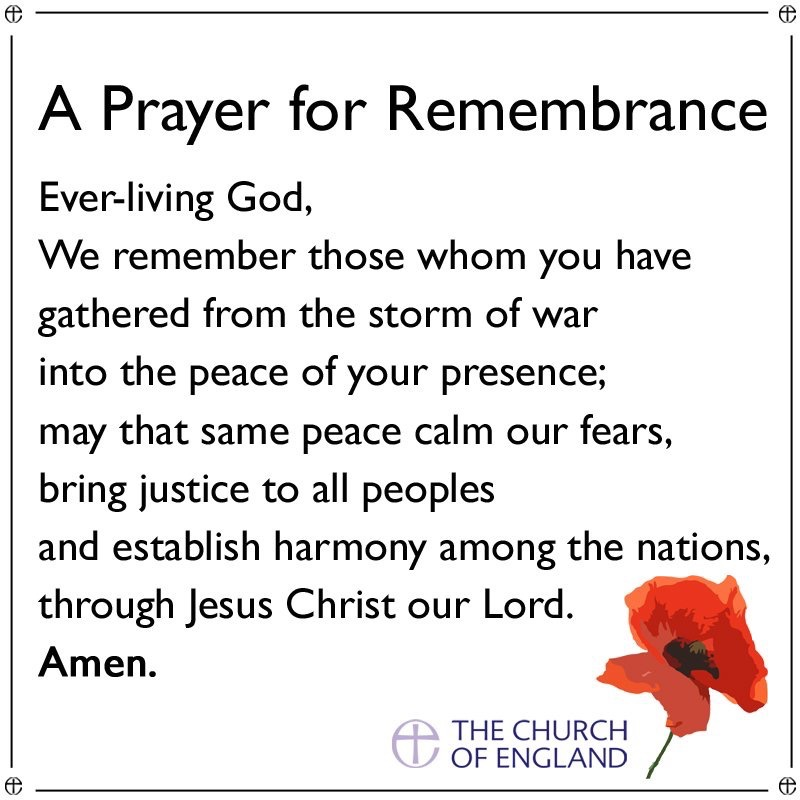 A Prayer for Remembrance
Ever-living God,
We remember those whom you have
gathered from the storm of war
into the peace of your presence;
may that same peace calm our fears,
bring justice to all peoples
and establish harmony among the nations,
through Jesus Christ our Lord.
Amen.
THE CHURCH
OF ENGLAND